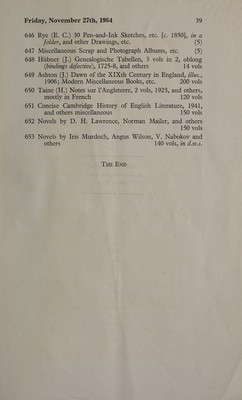 Friday, November 27th, 1964 39
646 Rye (E. C.) 30 Pen-and-Ink Sketches, etc. [c. 1850], in a
folder, and other Drawings, etc. (5)
647 Miscellaneous Scrap and Photograph Albums, etc. (5)
648 Hübner (J.) Genealogische Tabellen, 3 vols in 2, oblong
(bindings defective), 1725-8, and others 14 vols
649 Ashton (J.) Dawn of the XIXth Century in England, illus.,
1906; Modern Miscellaneous Books, etc. 200 vols
650 Taine (H.) Notes sur l'Angleterre, 2 vols, 1923, and others,
mostly in French 120 vols
651 Concise Cambridge History of English Literature, 1941,
and others miscellaneous 150 vols
652 Novels by D. H. Lawrence, Norman Mailer, and others
150 vols
653 Novels by Iris Murdoch, Angus Wilson, V. Nabokov and
others 140 vols, in d.w.s.
The End